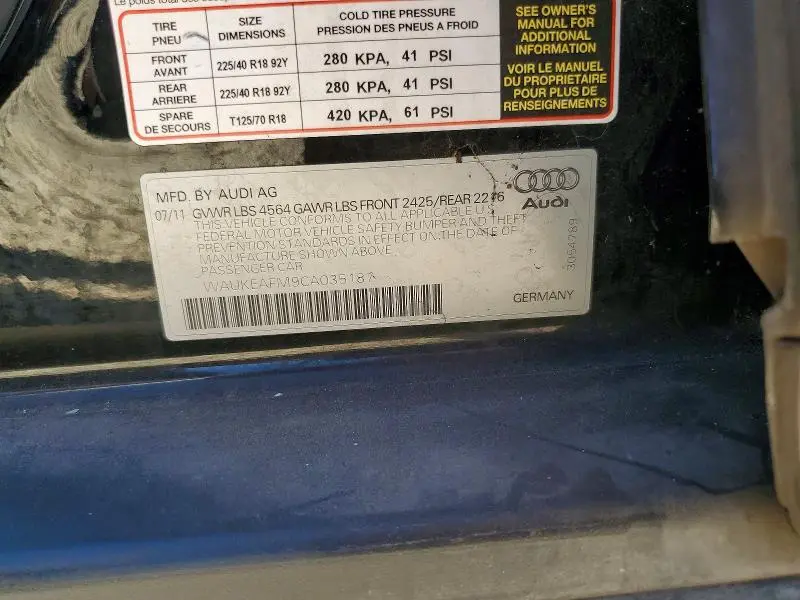 Le poids total des
TIRE
PNEU
SIZE
DIMENSIONS
COLD TIRE PRESSURE
PRESSION DES PNEUS A FROID
FRONT
AVANT
225/40 R18 92Y
280 KPA, 41 PSI
REAR
ARRIERE
225/40 R18 92Y
280 KPA, 41 PSI
SPARE
DE SECOURS
T125/70 R18
420 KPA, 61 PSI
SEE OWNER'S
MANUAL FOR
ADDITIONAL
INFORMATION
VOIR LE MANUEL
DU PROPRIETAIRE
POUR PLUS DE
RENSEIGNEMENTS
MFD. BY AUDI AG
07/11 GVWR LBS 4564 GAWR LBS FRONT 2425/REAR
THIS VEHICLE CONFORMS TO ALL APPLICABLE U.S.
FEDERAL MOTOR VEHICLE SAFETY BUMPER AND THEFT
PREVENTION STANDARDS IN EFFECT ON THE DATE OF
MANUFACTURE SHOWN ABOVE.
PASSENGER CAR
WAUKEAFM9CA035187
Audi
3054789
GERMANY